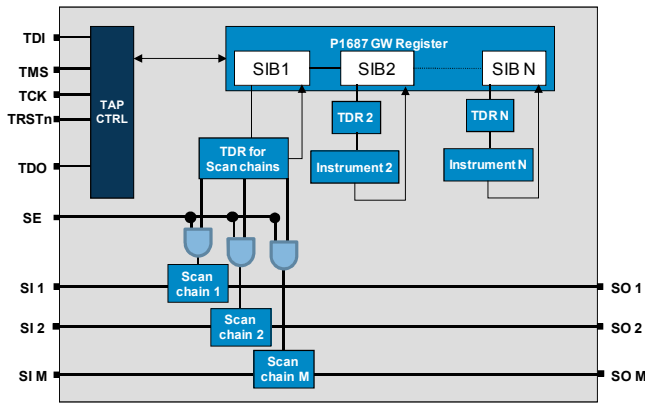 TDI
TMS
TCK
TRSTn
TDO
SE
SI 1
SI 2
SI M
TAP
CTRL
P1687 GW Register
SIB1
SIB2
SIB N
TDR 2
TDR N
TDR for
Scan chains
Instrument 2
Instrument N
Scan
chain 1
Scan
chain 2
Scan
chain M
SO 1
SO 2
SO M